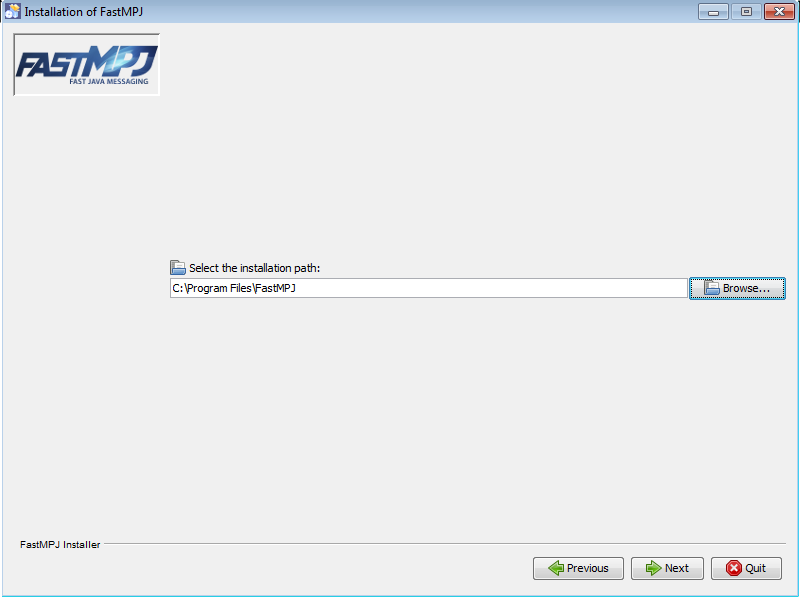 Installation of FastMPJ
FASTMPJ
FAST JAVA MESSAGING
Select the installation path:
C:\Program Files\FastMPJ
Browse...
FastMPJ Installer
Previous
Next
Quit